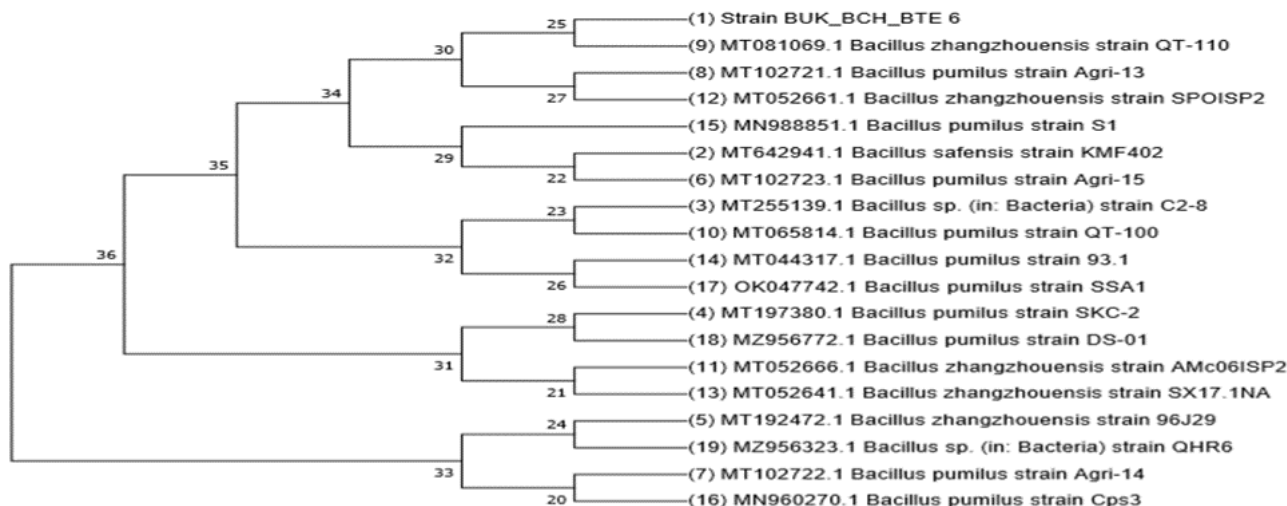 25
(1) Strain BUK_BCH_BTE 6
30
(9) MT081069.1 Bacillus zhangzhouensis strain QT-110
34
(8) MT102721.1 Bacillus pumilus strain Agri-13
27
(12) MT052661.1 Bacillus zhangzhouensis strain SPOISP2
35
(15) MN988851.1 Bacillus pumilus strain S1
29
(2) MT642941.1 Bacillus safensis strain KMF402
22
(6) MT102723.1 Bacillus pumilus strain Agri-15
23
(3) MT255139.1 Bacillus sp. (in: Bacteria) strain C2-8
36
(10) MT065814.1 Bacillus pumilus strain QT-100
32
(14) MT044317.1 Bacillus pumilus strain 93.1
26
(17) OK047742.1 Bacillus pumilus strain SSA1
28
(4) MT197380.1 Bacillus pumilus strain SKC-2
(18) MZ956772.1 Bacillus pumilus strain DS-01
31
(11) MT052666.1 Bacillus zhangzhouensis strain AMc06ISP2
21
(13) MT052641.1 Bacillus zhangzhouensis strain SX17.1NA
24
(5) MT192472.1 Bacillus zhangzhouensis strain 96J29
(19) MZ956323.1 Bacillus sp. (in: Bacteria) strain QHR6
33
(7) MT102722.1 Bacillus pumilus strain Agri-14
20
(16) MN960270.1 Bacillus pumilus strain Cps3